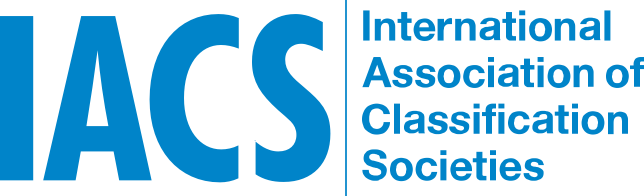 IACS
International
Association of
Classification
Societies